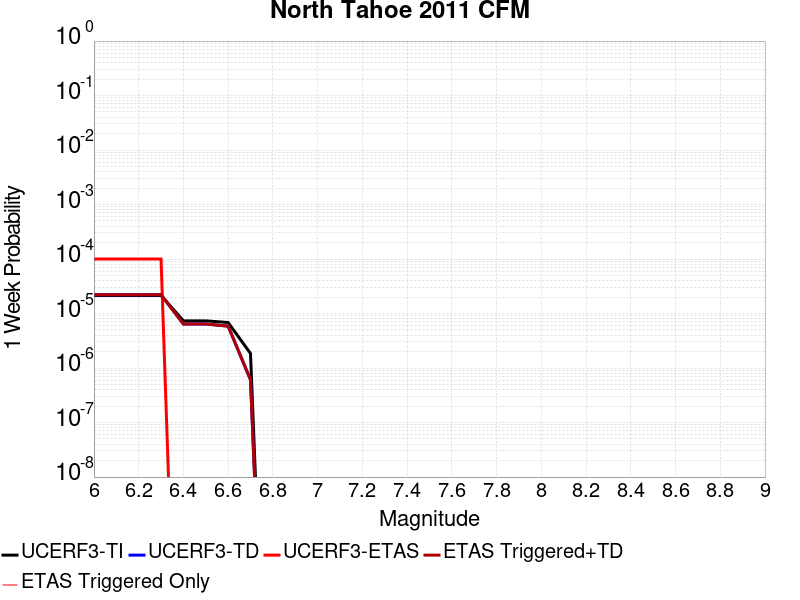 North Tahoe 2011 CFM
10^0
10^-1
10^-2
10^-3
10^-4
10^-5
10^-6
10^-7
10^-8
1 Week Probability
6 6.2 6.4 6.6 6.8 7 7.2 7.4 7.6 7.8 8 8.2 8.4 8.6 8.8 9
Magnitude
UCERF3-TI UCERF3-TD UCERF3-ETAS ETAS Triggered+TD
ETAS Triggered Only